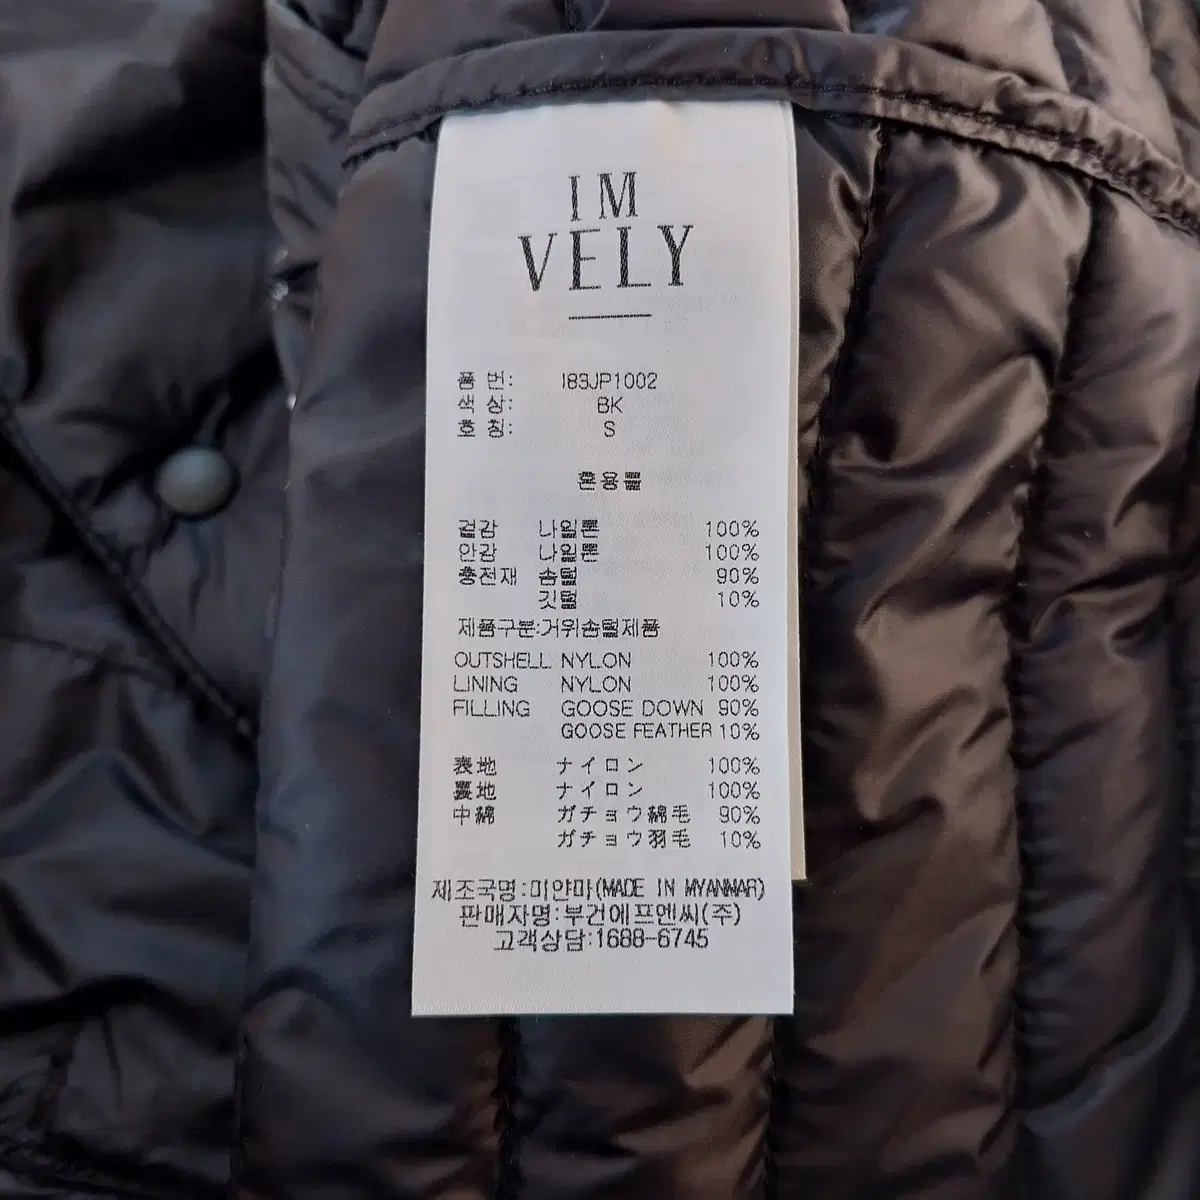 IM
VELY
품 번: I83JP1002
색 상: BK
호 칭: S
혼용률
겉감 나일론 100%
안감 나일론 100%
충전재 솜털 90%
깃털 10%
제품구분:거위솜털제품
OUTSHELL NYLON 100%
LINING NYLON 100%
FILLING GOOSE DOWN 90%
GOOSE FEATHER 10%
表地 ナイロン 100%
裏地 ナイロン 100%
中綿 ガチョウ綿毛 90%
ガチョウ羽毛 10%
제조국명:미얀마(MADE IN MYANMAR)
판매자명:부건에프엔씨(주)
고객상담:1688-6745